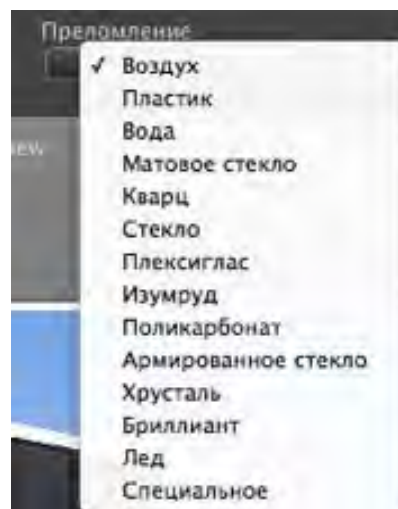 Преломление
✓ Воздух
Пластик
Вода
Матовое стекло
Кварц
Стекло
Плексиглас
Изумруд
Поликарбонат
Армированное стекло
Хрусталь
Бриллиант
Лед
Специальное